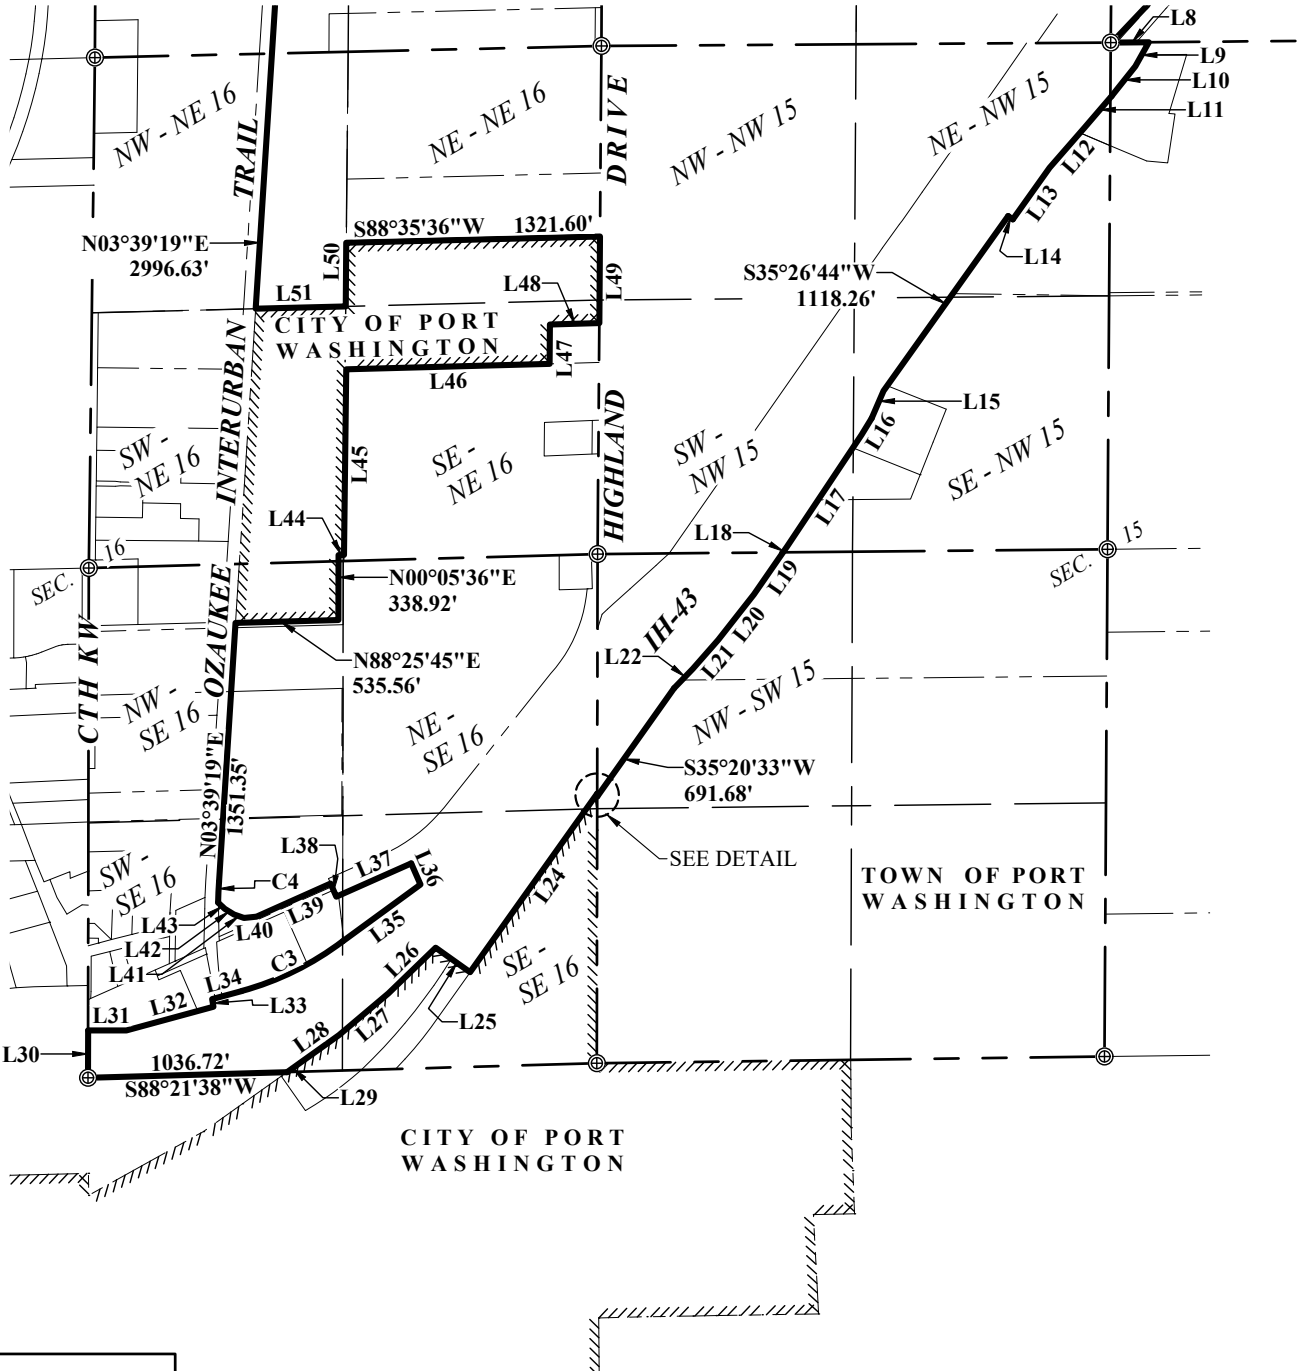 L8
L9
L10
L11
L12
L13
L14
NW - NE 16
TRAIL
NE - NE 16
DRIVE
NW - NW 15
NE - NW 15
N03°39'19"E
2996.63'
S88°35'36"W 1321.60'
L50
L51
L48
L49
S35°26'44"W
1118.26'
CITY OF PORT
WASHINGTON
L47
L46
L15
L16
L45
L44
SW -
NE 16
INTERURBAN
SE -
NE 16
HIGHLAND
SW -
NW 15
SE - NW 15
L17
L18
L19
SEC. 16
SEC. 15
N00°05'36"E
338.92'
IH-43
L20
L21
L22
CTH KW
OZAUKEE
N88°25'45"E
535.56'
NW -
SE 16
NE -
SE 16
NW - SW 15
N03°39'19"E
1351.35'
S35°20'33"W
691.68'
SEE DETAIL
L38
L37
L36
C4
L24
SW -
SE 16
L43
L42
L41
L40
L39
L35
TOWN OF PORT
WASHINGTON
C3
L34
L33
L26
SE -
SE 16
L25
L31
L32
L30
L28
L27
1036.72'
S88°21'38"W
L29
CITY OF PORT
WASHINGTON